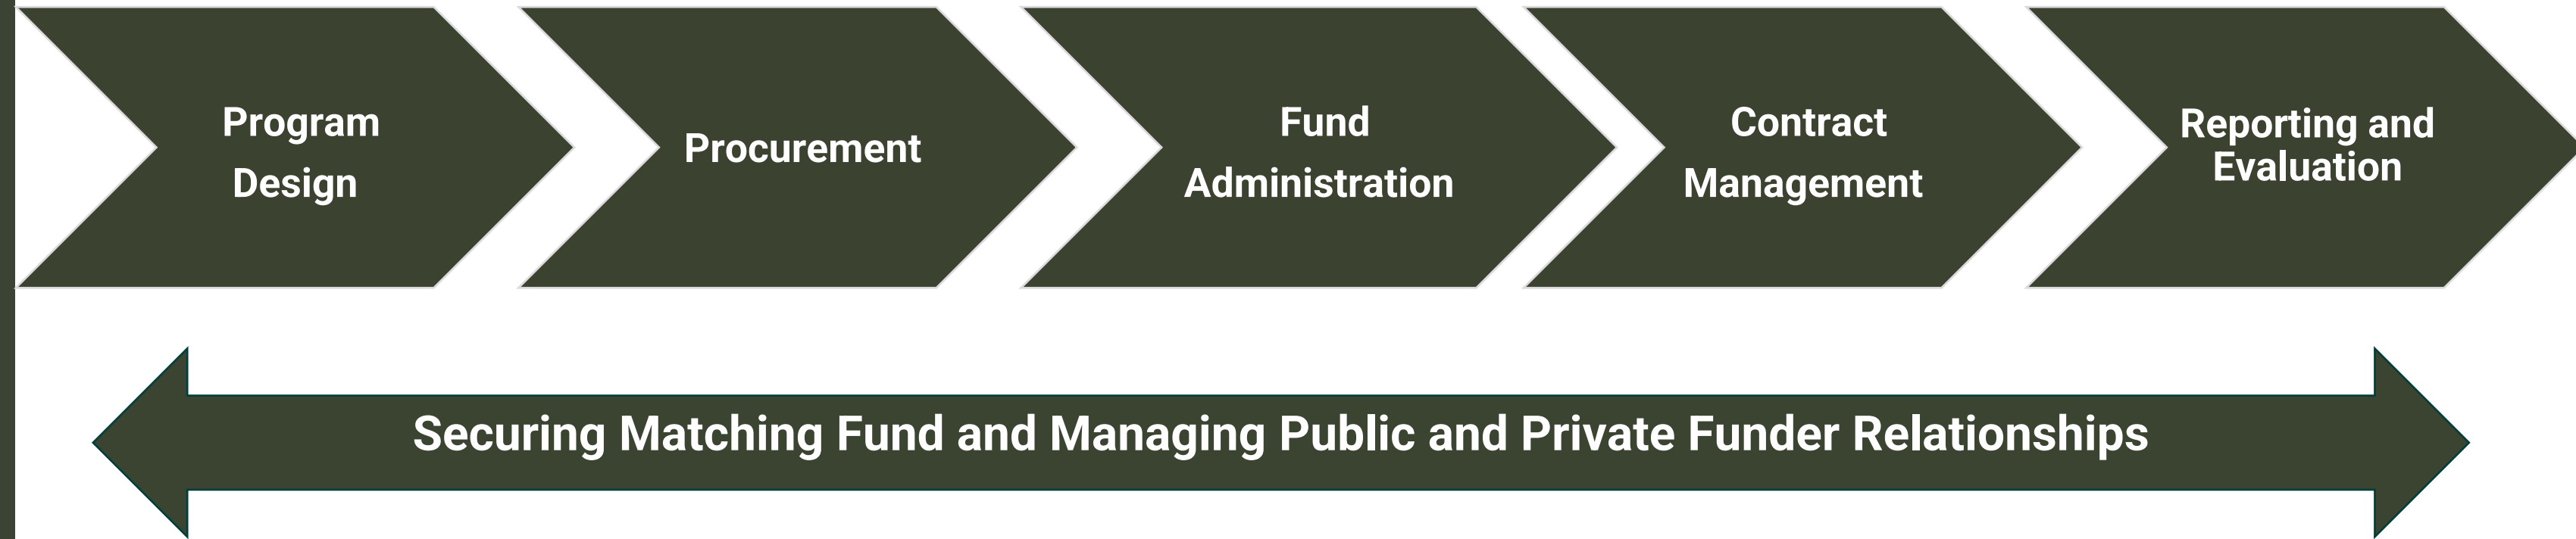 Program
Design
Procurement
Fund
Administration
Contract
Management
Reporting and
Evaluation
Securing Matching Fund and Managing Public and Private Funder Relationships